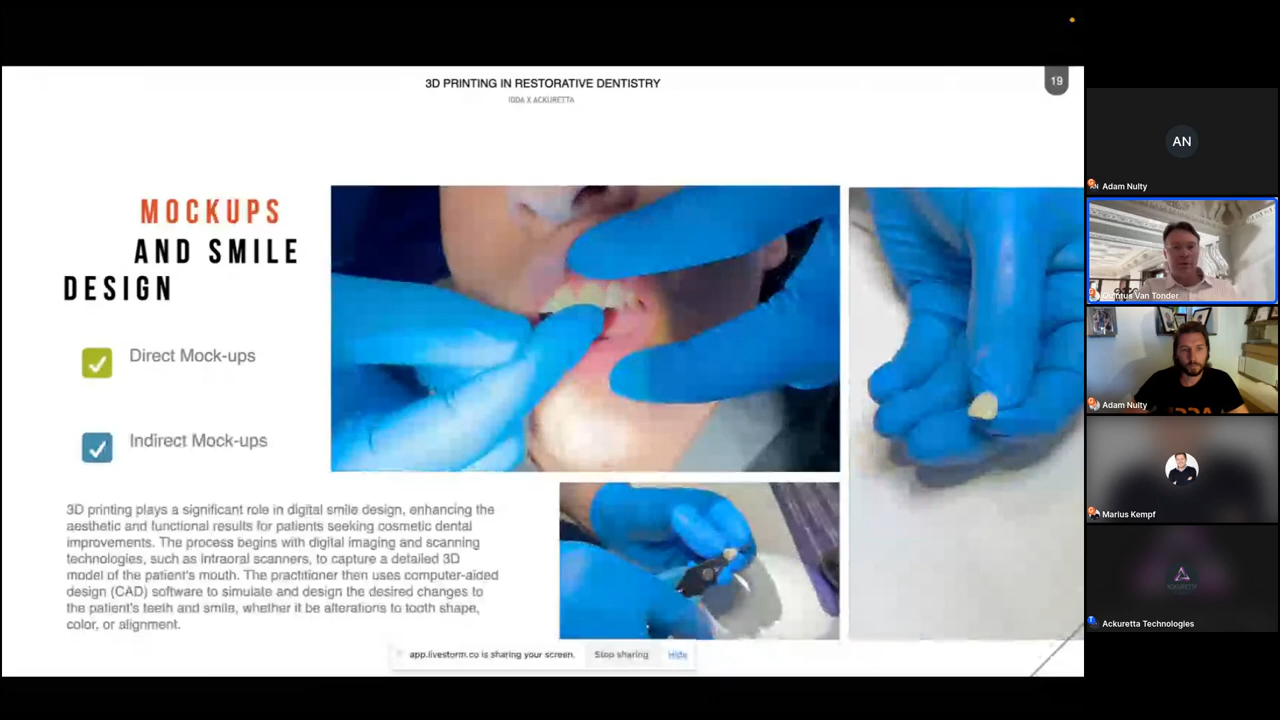 3D PRINTING IN RESTORATIVE DENTISTRY
IDDA X ACKURETTA
19
MOCKUPS
AND SMILE
DESIGN
Direct Mock-ups
Indirect Mock-ups
3D printing plays a significant role in digital smile design, enhancing the
aesthetic and functional results for patients seeking cosmetic dental
improvements. The process begins with digital imaging and scanning
technologies, such as intraoral scanners, to capture a detailed 3D
model of the patient's mouth. The practitioner then uses computer-aided
design (CAD) software to simulate and design the desired changes to
the patient's teeth and smile, whether it be alterations to tooth shape,
color, or alignment.
app.livestorm.co is sharing your screen.
Stop sharing
Hide
AN
Adam Nulty
Quintus Van Tonder
Adam Nulty
Marius Kempf
ACKURETTA
Ackuretta Technologies